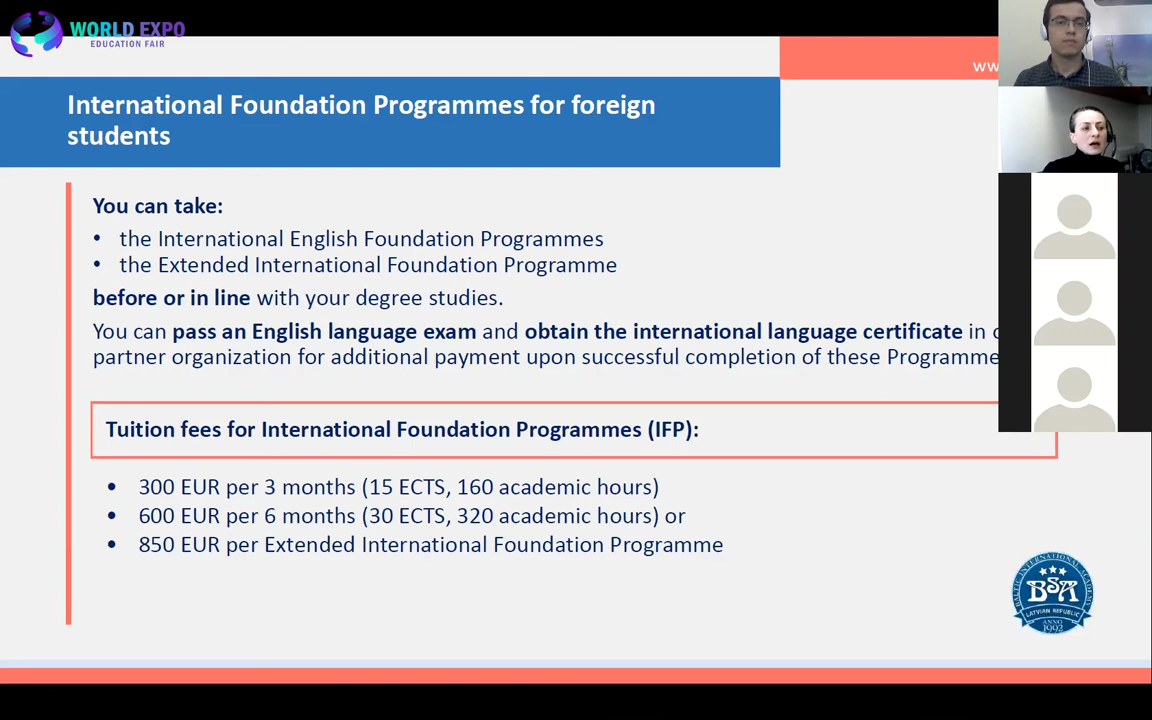 WORLD EXPO
EDUCATION FAIR
International Foundation Programmes for foreign
students
You can take:
• the International English Foundation Programmes
• the Extended International Foundation Programme
before or in line with your degree studies.
You can pass an English language exam and obtain the international language certificate in
partner organization for additional payment upon successful completion of these Programme
Tuition fees for International Foundation Programmes (IFP):
• 300 EUR per 3 months (15 ECTS, 160 academic hours)
• 600 EUR per 6 months (30 ECTS, 320 academic hours) or
• 850 EUR per Extended International Foundation Programme
BALTIC INTERNATIONAL ACADEMY
BSA
LATVIAN REPUBLIC
ANNO
1992